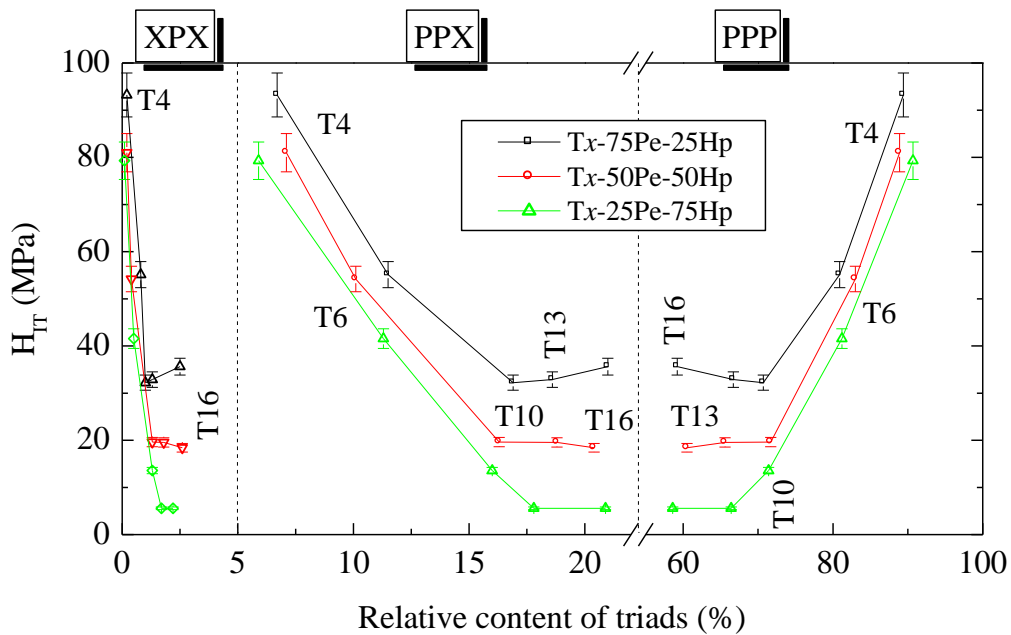 XPX PPX PPP
100
80
60
40
20
0
H_IT (MPa)
T4
T16
T4
T6
T10
T13
T16
Tx-75Pe-25Hp
Tx-50Pe-50Hp
Tx-25Pe-75Hp
T4
T6
T16
T13
T10
0 5 10 15 20 60 80 100
Relative content of triads (%)